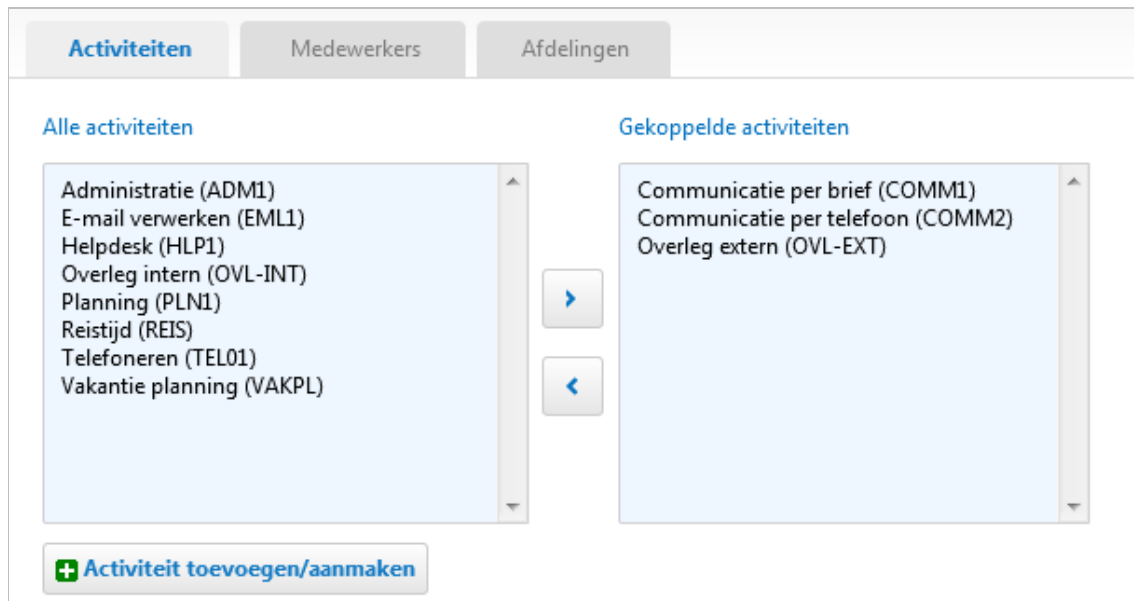 Activiteiten
Medewerkers
Afdelingen
Alle activiteiten
Gekoppelde activiteiten
Administratie (ADM1)
E-mail verwerken (EML1)
Helpdesk (HLP1)
Overleg intern (OVL-INT)
Planning (PLN1)
Reistijd (REIS)
Telefoneren (TEL01)
Vakantie planning (VAKPL)
Communicatie per brief (COMM1)
Communicatie per telefoon (COMM2)
Overleg extern (OVL-EXT)
Activiteit toevoegen/aanmaken